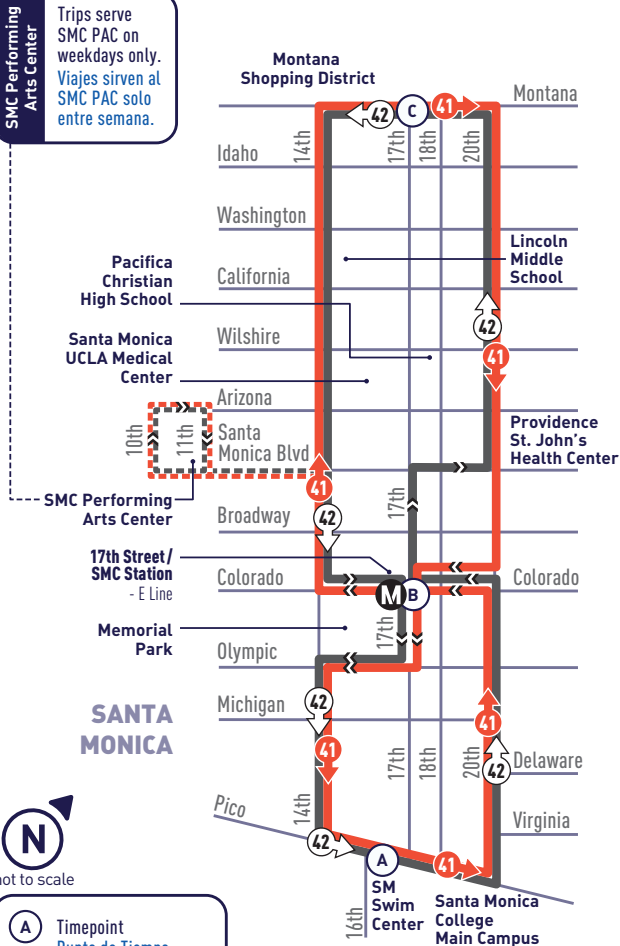 SMC Performing
Arts Center
Trips serve
SMC PAC on
weekdays only.
Viajes sirven al
SMC PAC solo
entre semana.
Montana
Shopping District
Montana
42
C
41
14th
17th
18th
20th
Idaho
Washington
Lincoln
Middle
School
Pacifica
Christian
High School
California
42
Wilshire
41
Santa Monica
UCLA Medical
Center
Arizona
10th
11th
Santa
Monica Blvd
Providence
St. John's
Health Center
41
SMC Performing
Arts Center
17th
42
Broadway
17th Street /
SMC Station
- E Line
Colorado
M
B
Colorado
Memorial
Park
17th
Olympic
SANTA
MONICA
Michigan
42
41
41
17th
18th
20th
42
Delaware
Pico
14th
Virginia
N
not to scale
42
A
41
16th
SM
Swim
Center
Santa Monica
College
Main Campus
A
Timepoint
Punto de Tiempo